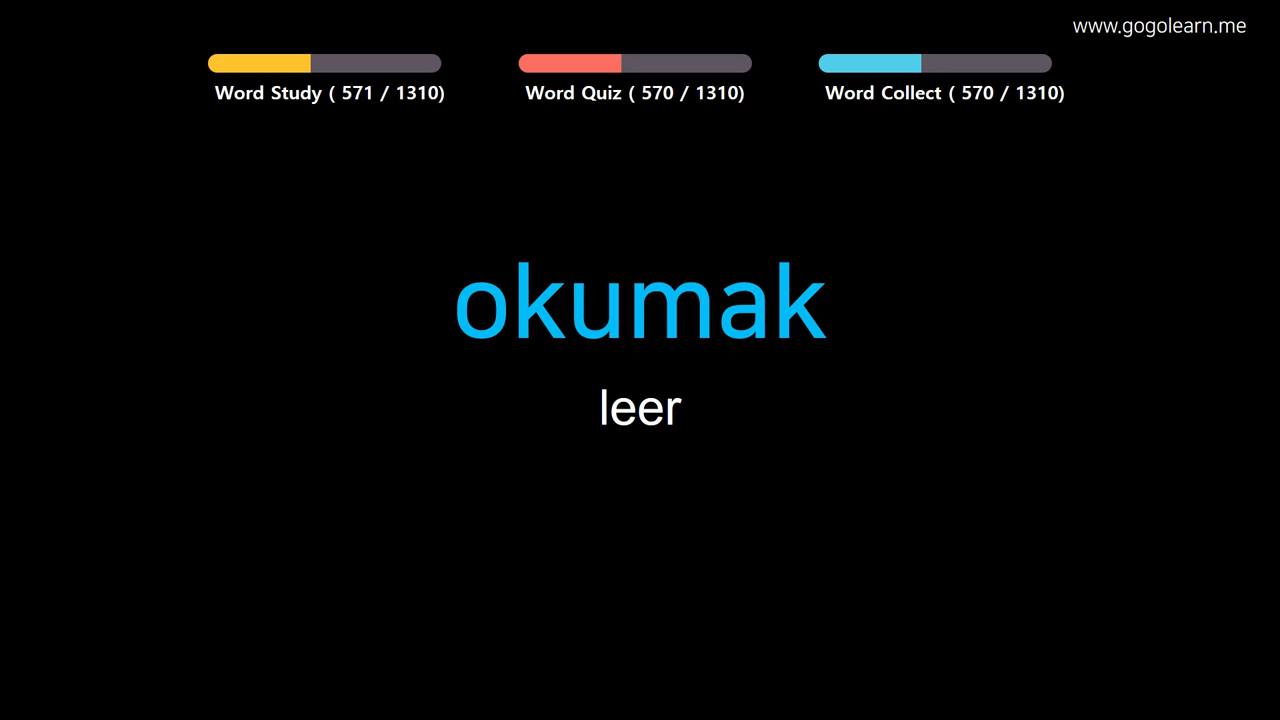 www.gogolearn.me
Word Study ( 571 / 1310)
Word Quiz ( 570 / 1310)
Word Collect ( 570 / 1310)
okumak
leer